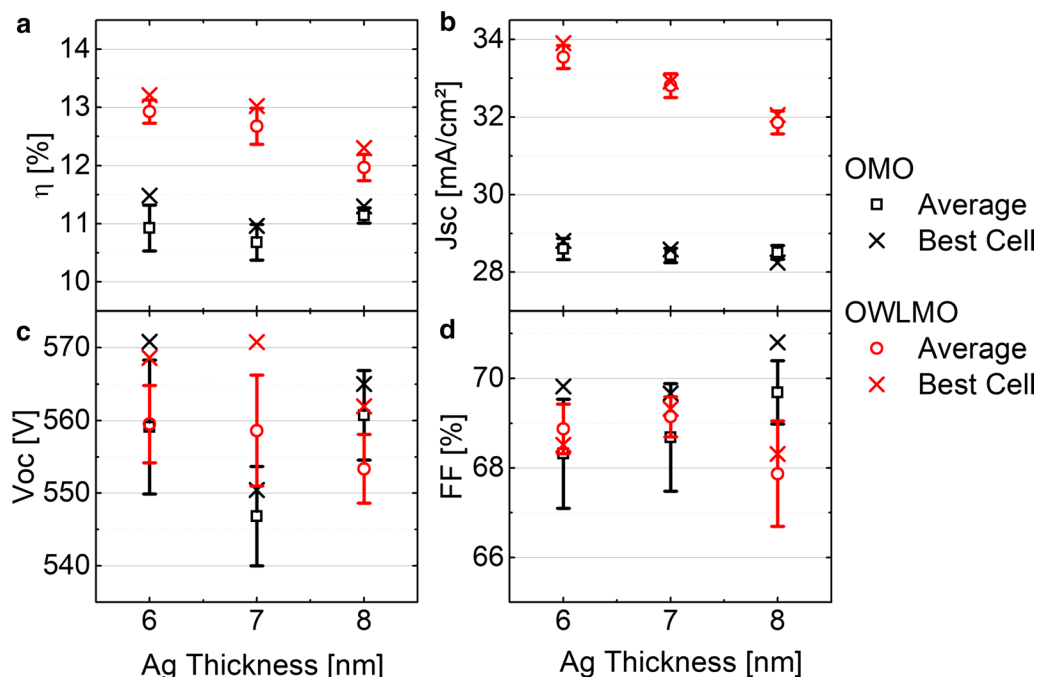 a
14
13
12
11
10
η [%]
b
34
32
30
28
Jsc [mA/cm²]
OMO
Average
Best Cell
OWLMO
Average
Best Cell
c
570
560
550
540
Voc [V]
6
7
8
Ag Thickness [nm]
d
70
68
66
FF [%]
6
7
8
Ag Thickness [nm]